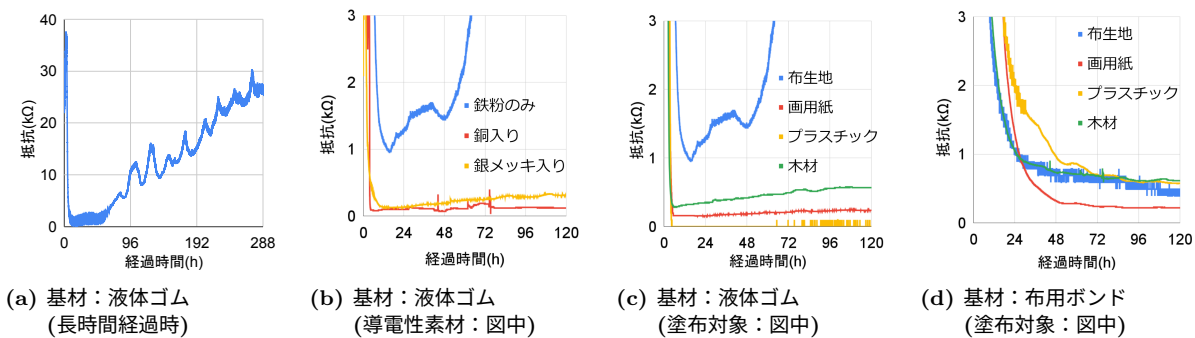 40
30
20
10
0
抵抗(kΩ)
0 96 192 288
経過時間(h)
3
2
1
0
抵抗(kΩ)
鉄粉のみ
銅入り
銀メッキ入り
0 24 48 72 96 120
経過時間(h)
3
2
1
0
抵抗(kΩ)
布生地
画用紙
プラスチック
木材
0 24 48 72 96 120
経過時間(h)
3
2
1
0
抵抗(kΩ)
布生地
画用紙
プラスチック
木材
0 24 48 72 96 120
経過時間(h)
(a) 基材：液体ゴム
(長時間経過時)
(b) 基材：液体ゴム
(導電性素材：図中)
(c) 基材：液体ゴム
(塗布対象：図中)
(d) 基材：布用ボンド
(塗布対象：図中)